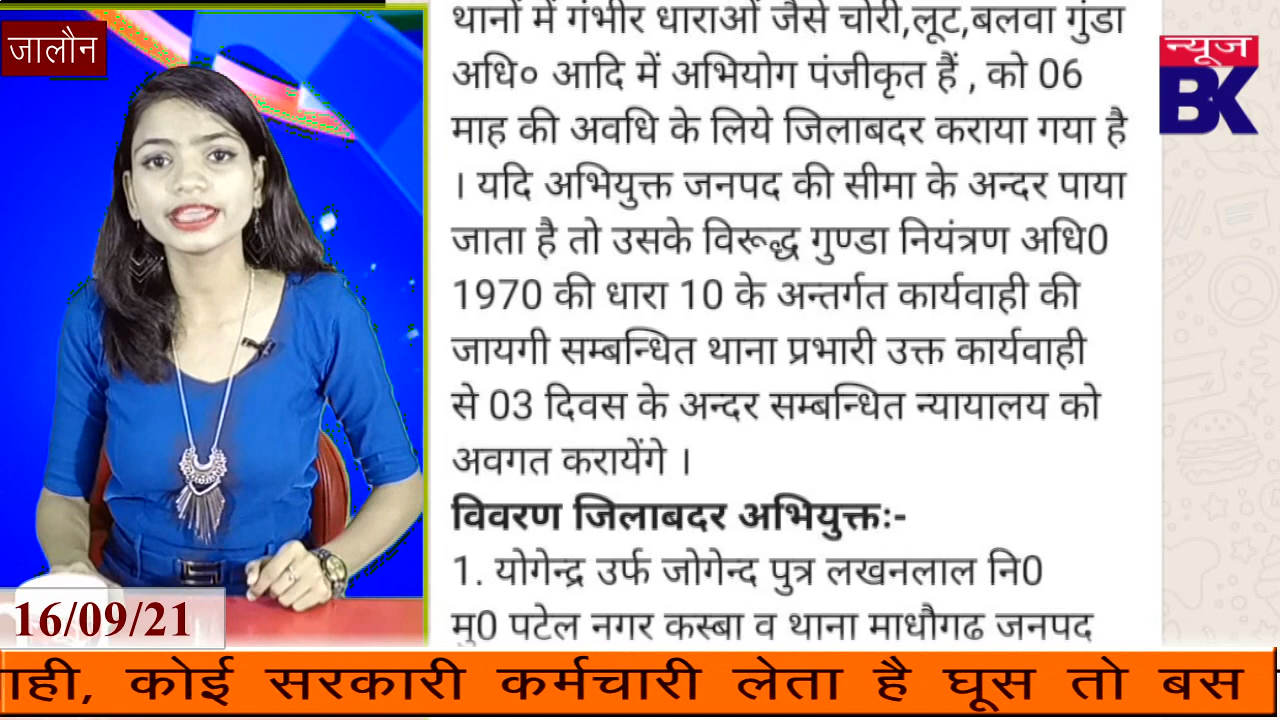 जालौन
थानों में गंभीर धाराओं जैसे चोरी,लूट,बलवा गुंडा
अधि० आदि में अभियोग पंजीकृत हैं , को 06
माह की अवधि के लिये जिलाबदर कराया गया है
। यदि अभियुक्त जनपद की सीमा के अन्दर पाया
जाता है तो उसके विरूद्ध गुण्डा नियंत्रण अधि0
1970 की धारा 10 के अन्तर्गत कार्यवाही की
जायगी सम्बन्धित थाना प्रभारी उक्त कार्यवाही
से 03 दिवस के अन्दर सम्बन्धित न्यायालय को
अवगत करायेंगे ।
विवरण जिलाबदर अभियुक्तः-
1. योगेन्द्र उर्फ जोगेन्द पुत्र लखनलाल नि0
मु0 पटेल नगर कस्बा व थाना माधौगढ जनपद
न्यूज
BK
16/09/21
ाही, कोई सरकारी कर्मचारी लेता है घूस तो बस